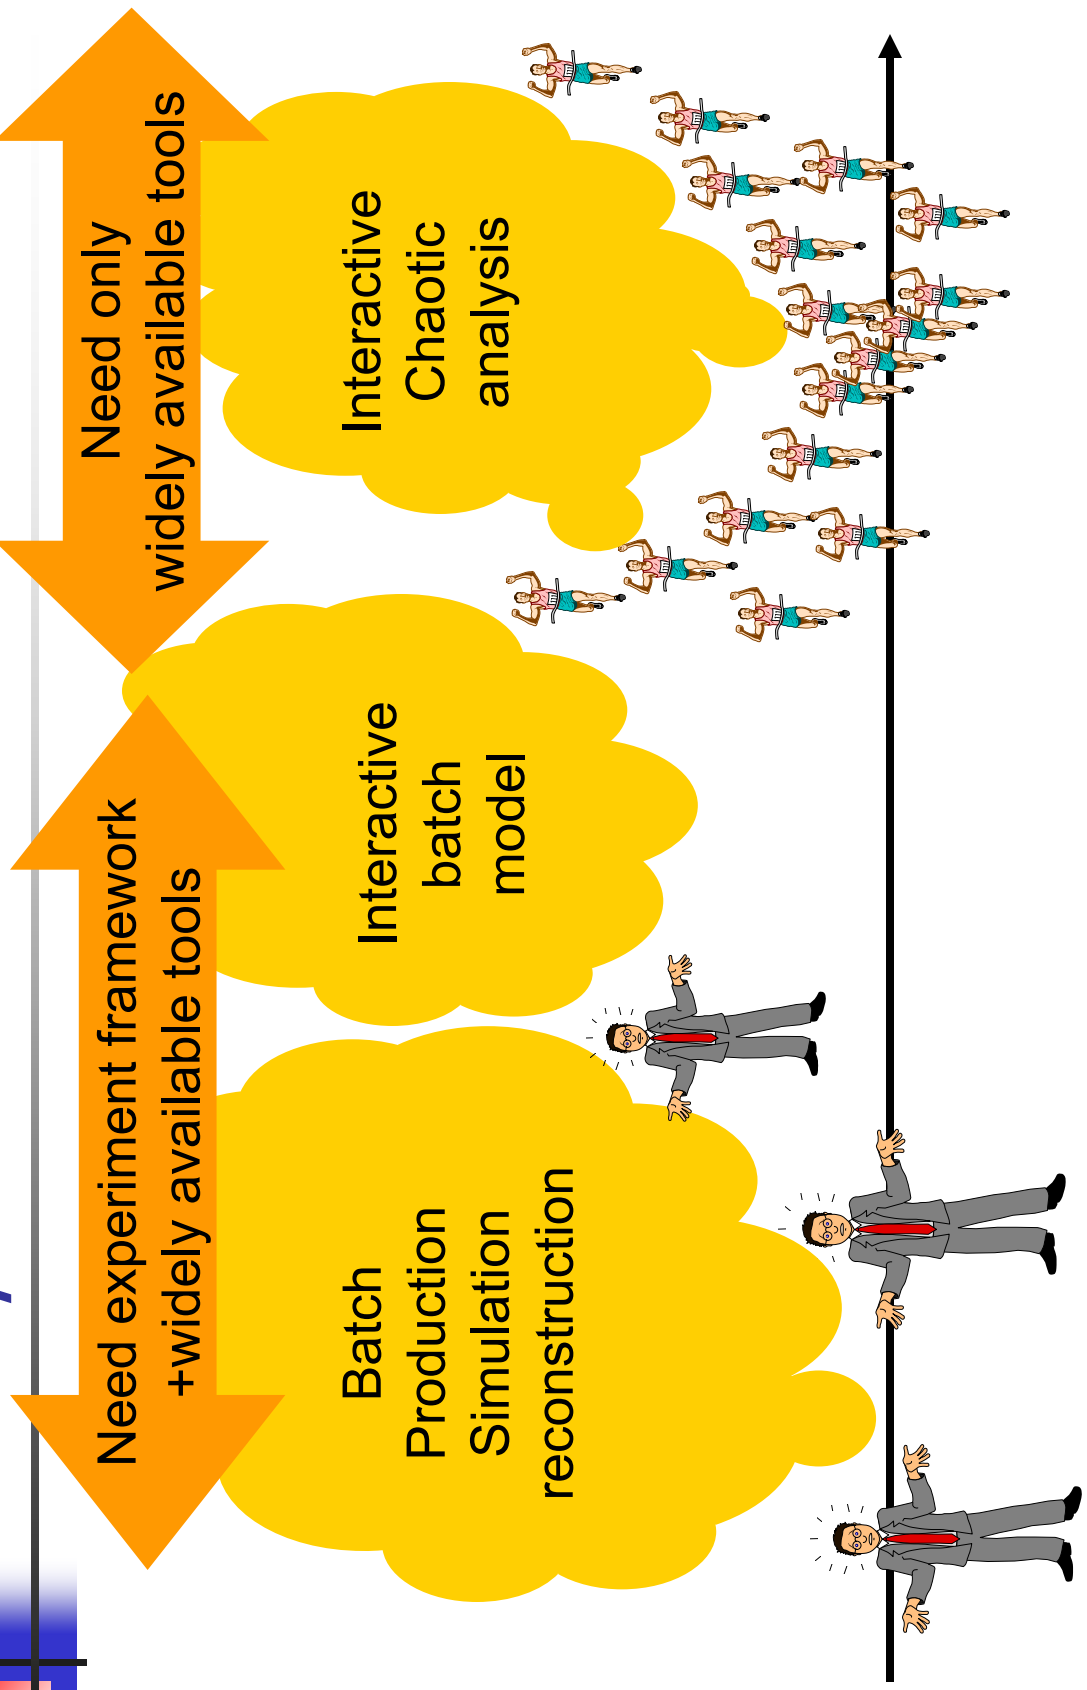 Need experiment framework
+widely available tools
Need only
widely available tools
Batch
Production
Simulation
reconstruction
Interactive
batch
model
Interactive
Chaotic
analysis